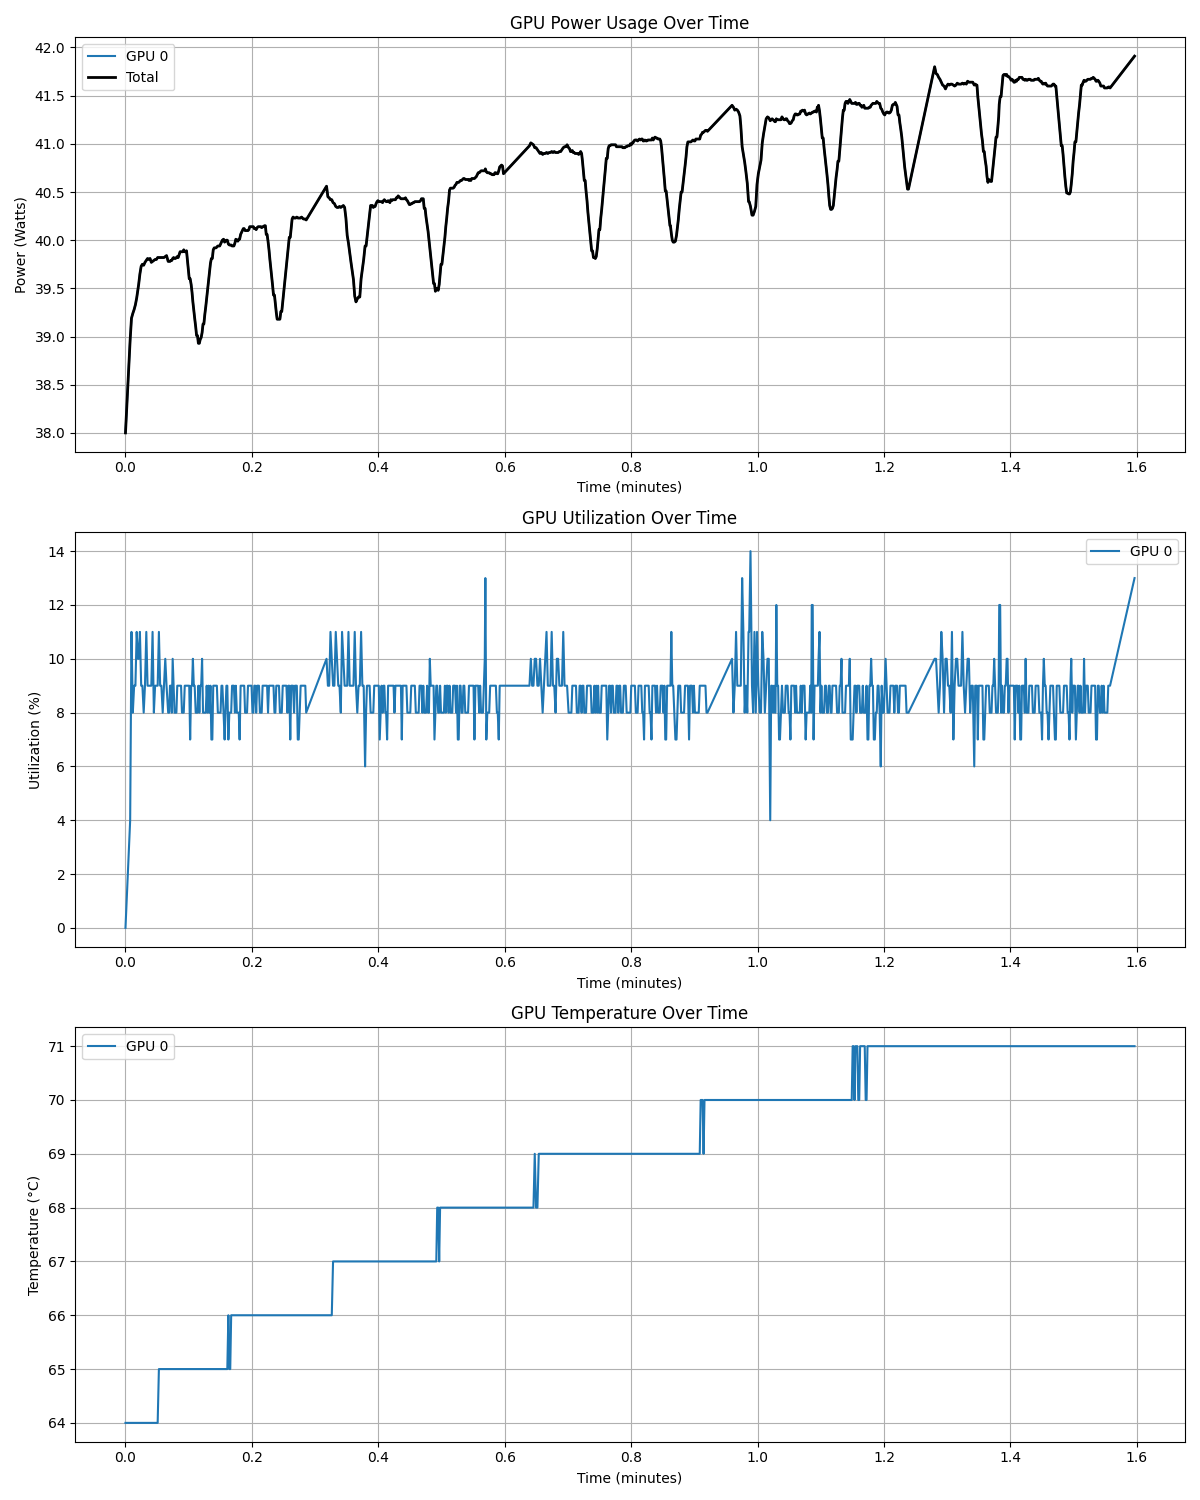 GPU Power Usage Over Time
GPU 0
Total
Power (Watts)
42.0
41.5
41.0
40.5
40.0
39.5
39.0
38.5
38.0
0.0 0.2 0.4 0.6 0.8 1.0 1.2 1.4 1.6
Time (minutes)
GPU Utilization Over Time
GPU 0
Utilization (%)
14
12
10
8
6
4
2
0
0.0 0.2 0.4 0.6 0.8 1.0 1.2 1.4 1.6
Time (minutes)
GPU Temperature Over Time
GPU 0
Temperature (°C)
71
70
69
68
67
66
65
64
0.0 0.2 0.4 0.6 0.8 1.0 1.2 1.4 1.6
Time (minutes)